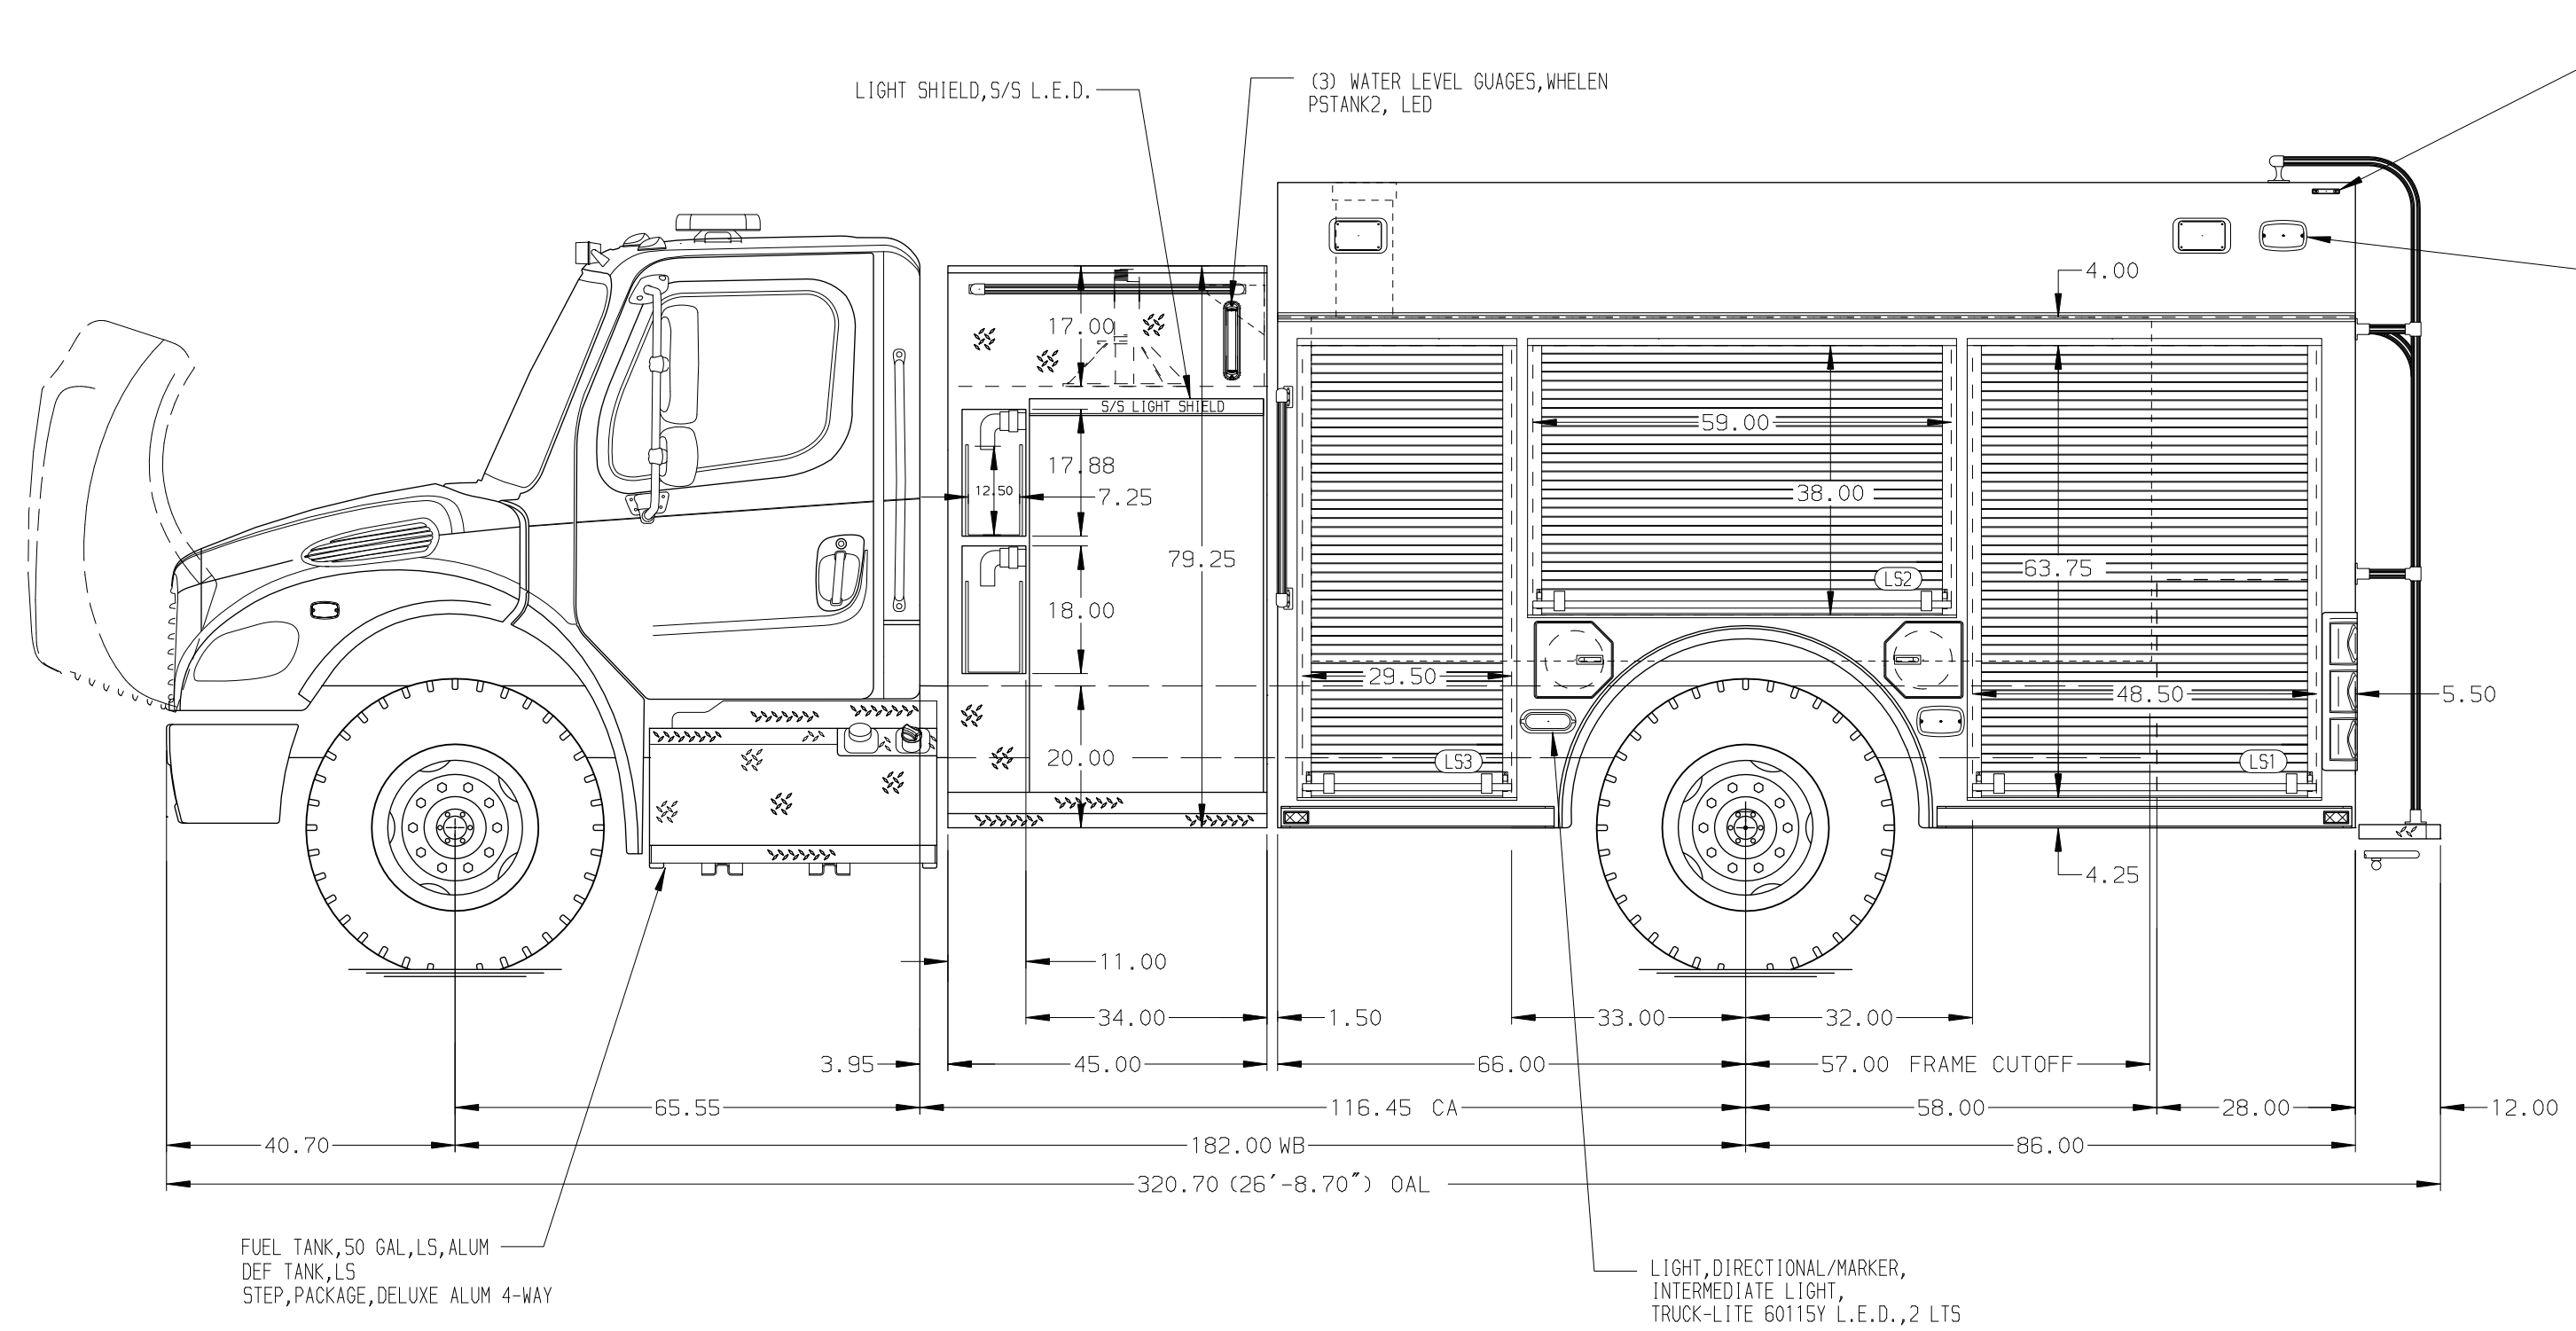 LIGHT SHIELD,S/S L.E.D.
(3) WATER LEVEL GUAGES,WHELEN
PSTANK2, LED
4.00
17.00
S/S LIGHT SHIELD
59.00
17.88
12.50
7.25
38.00
79.25
63.75
LS2
18.00
29.50
48.50
5.50
20.00
LS3
LS1
4.25
11.00
34.00
1.50
33.00
32.00
3.95
45.00
66.00
57.00 FRAME CUTOFF
65.55
116.45 CA
58.00
28.00
12.00
40.70
182.00 WB
86.00
320.70 (26'-8.70") OAL
FUEL TANK,50 GAL,LS,ALUM
DEF TANK,LS
STEP,PACKAGE,DELUXE ALUM 4-WAY
LIGHT,DIRECTIONAL/MARKER,
INTERMEDIATE LIGHT,
TRUCK-LITE 60115Y L.E.D.,2 LTS